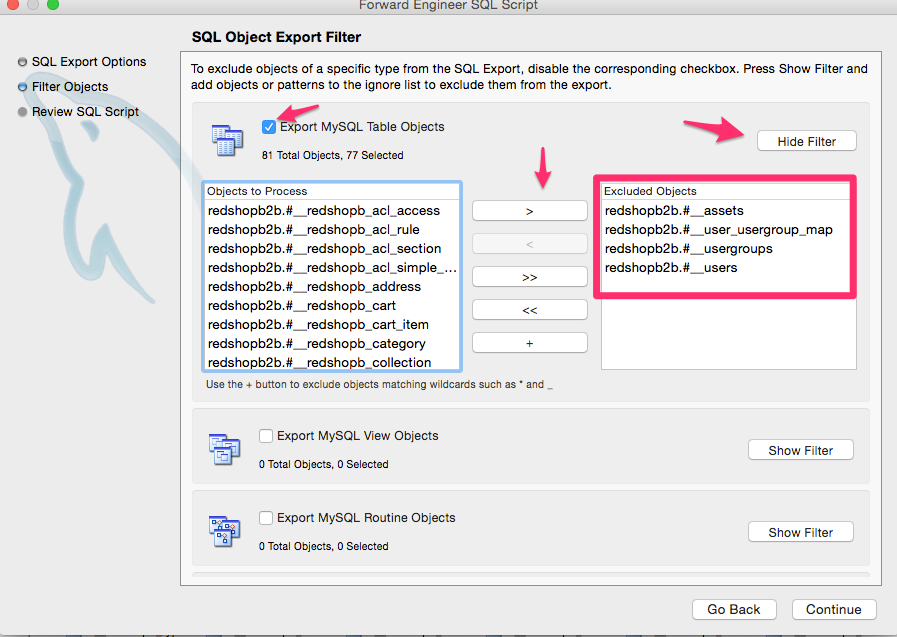 Forward Engineer SQL Script
SQL Object Export Filter
SQL Export Options
Filter Objects
Review SQL Script
To exclude objects of a specific type from the SQL Export, disable the corresponding checkbox. Press Show Filter and
add objects or patterns to the ignore list to exclude them from the export.
Export MySQL Table Objects
81 Total Objects, 77 Selected
Hide Filter
Objects to Process
redshopb2b.#__redshopb_acl_access
redshopb2b.#__redshopb_acl_rule
redshopb2b.#__redshopb_acl_section
redshopb2b.#__redshopb_acl_simple_...
redshopb2b.#__redshopb_address
redshopb2b.#__redshopb_cart
redshopb2b.#__redshopb_cart_item
redshopb2b.#__redshopb_category
redshopb2b.#__redshopb_collection
>
<
>>
<<
+
Excluded Objects
redshopb2b.#__assets
redshopb2b.#__user_usergroup_map
redshopb2b.#__usergroups
redshopb2b.#__users
Use the + button to exclude objects matching wildcards such as * and _
Export MySQL View Objects
0 Total Objects, 0 Selected
Show Filter
Export MySQL Routine Objects
0 Total Objects, 0 Selected
Show Filter
Go Back
Continue